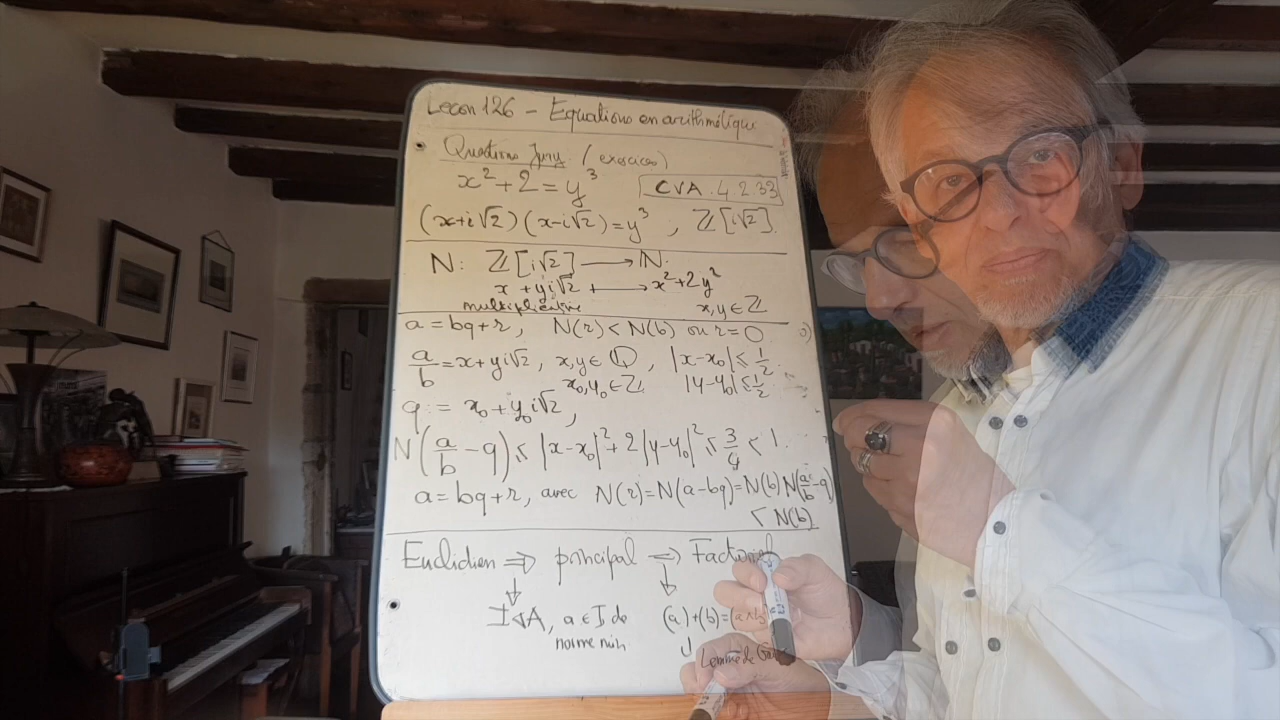 Leçon 126 - Equations en arithmétique
Questions Jury (exercices)
x² + 2 = y³ CVA. 4.2.33
(x+i√2)(x-i√2) = y³, ℤ[i√2]
N: ℤ[i√2] → ℕ
x + yi√2 ↦ x² + 2y²
multiplicative x, y ∈ ℤ
a = bq + r, N(r) < N(b) ou r = 0
a/b = x + yi√2, x, y ∈ ℚ, |x - x₀| ≤ 1/2
x₀, y₀ ∈ ℤ |y - y₀| ≤ 1/2
q := x₀ + y₀i√2,
N(a/b - q) ≤ |x - x₀|² + 2|y - y₀|² ≤ 3/4 < 1.
a = bq + r, avec N(r) = N(a - bq) = N(b) N(a/b - q)
< N(b)
Euclidien ⇒ principal ⇒ Factoriel
I ◁ A, a ∈ I de (a) + (b) =
norme min
Lemme de